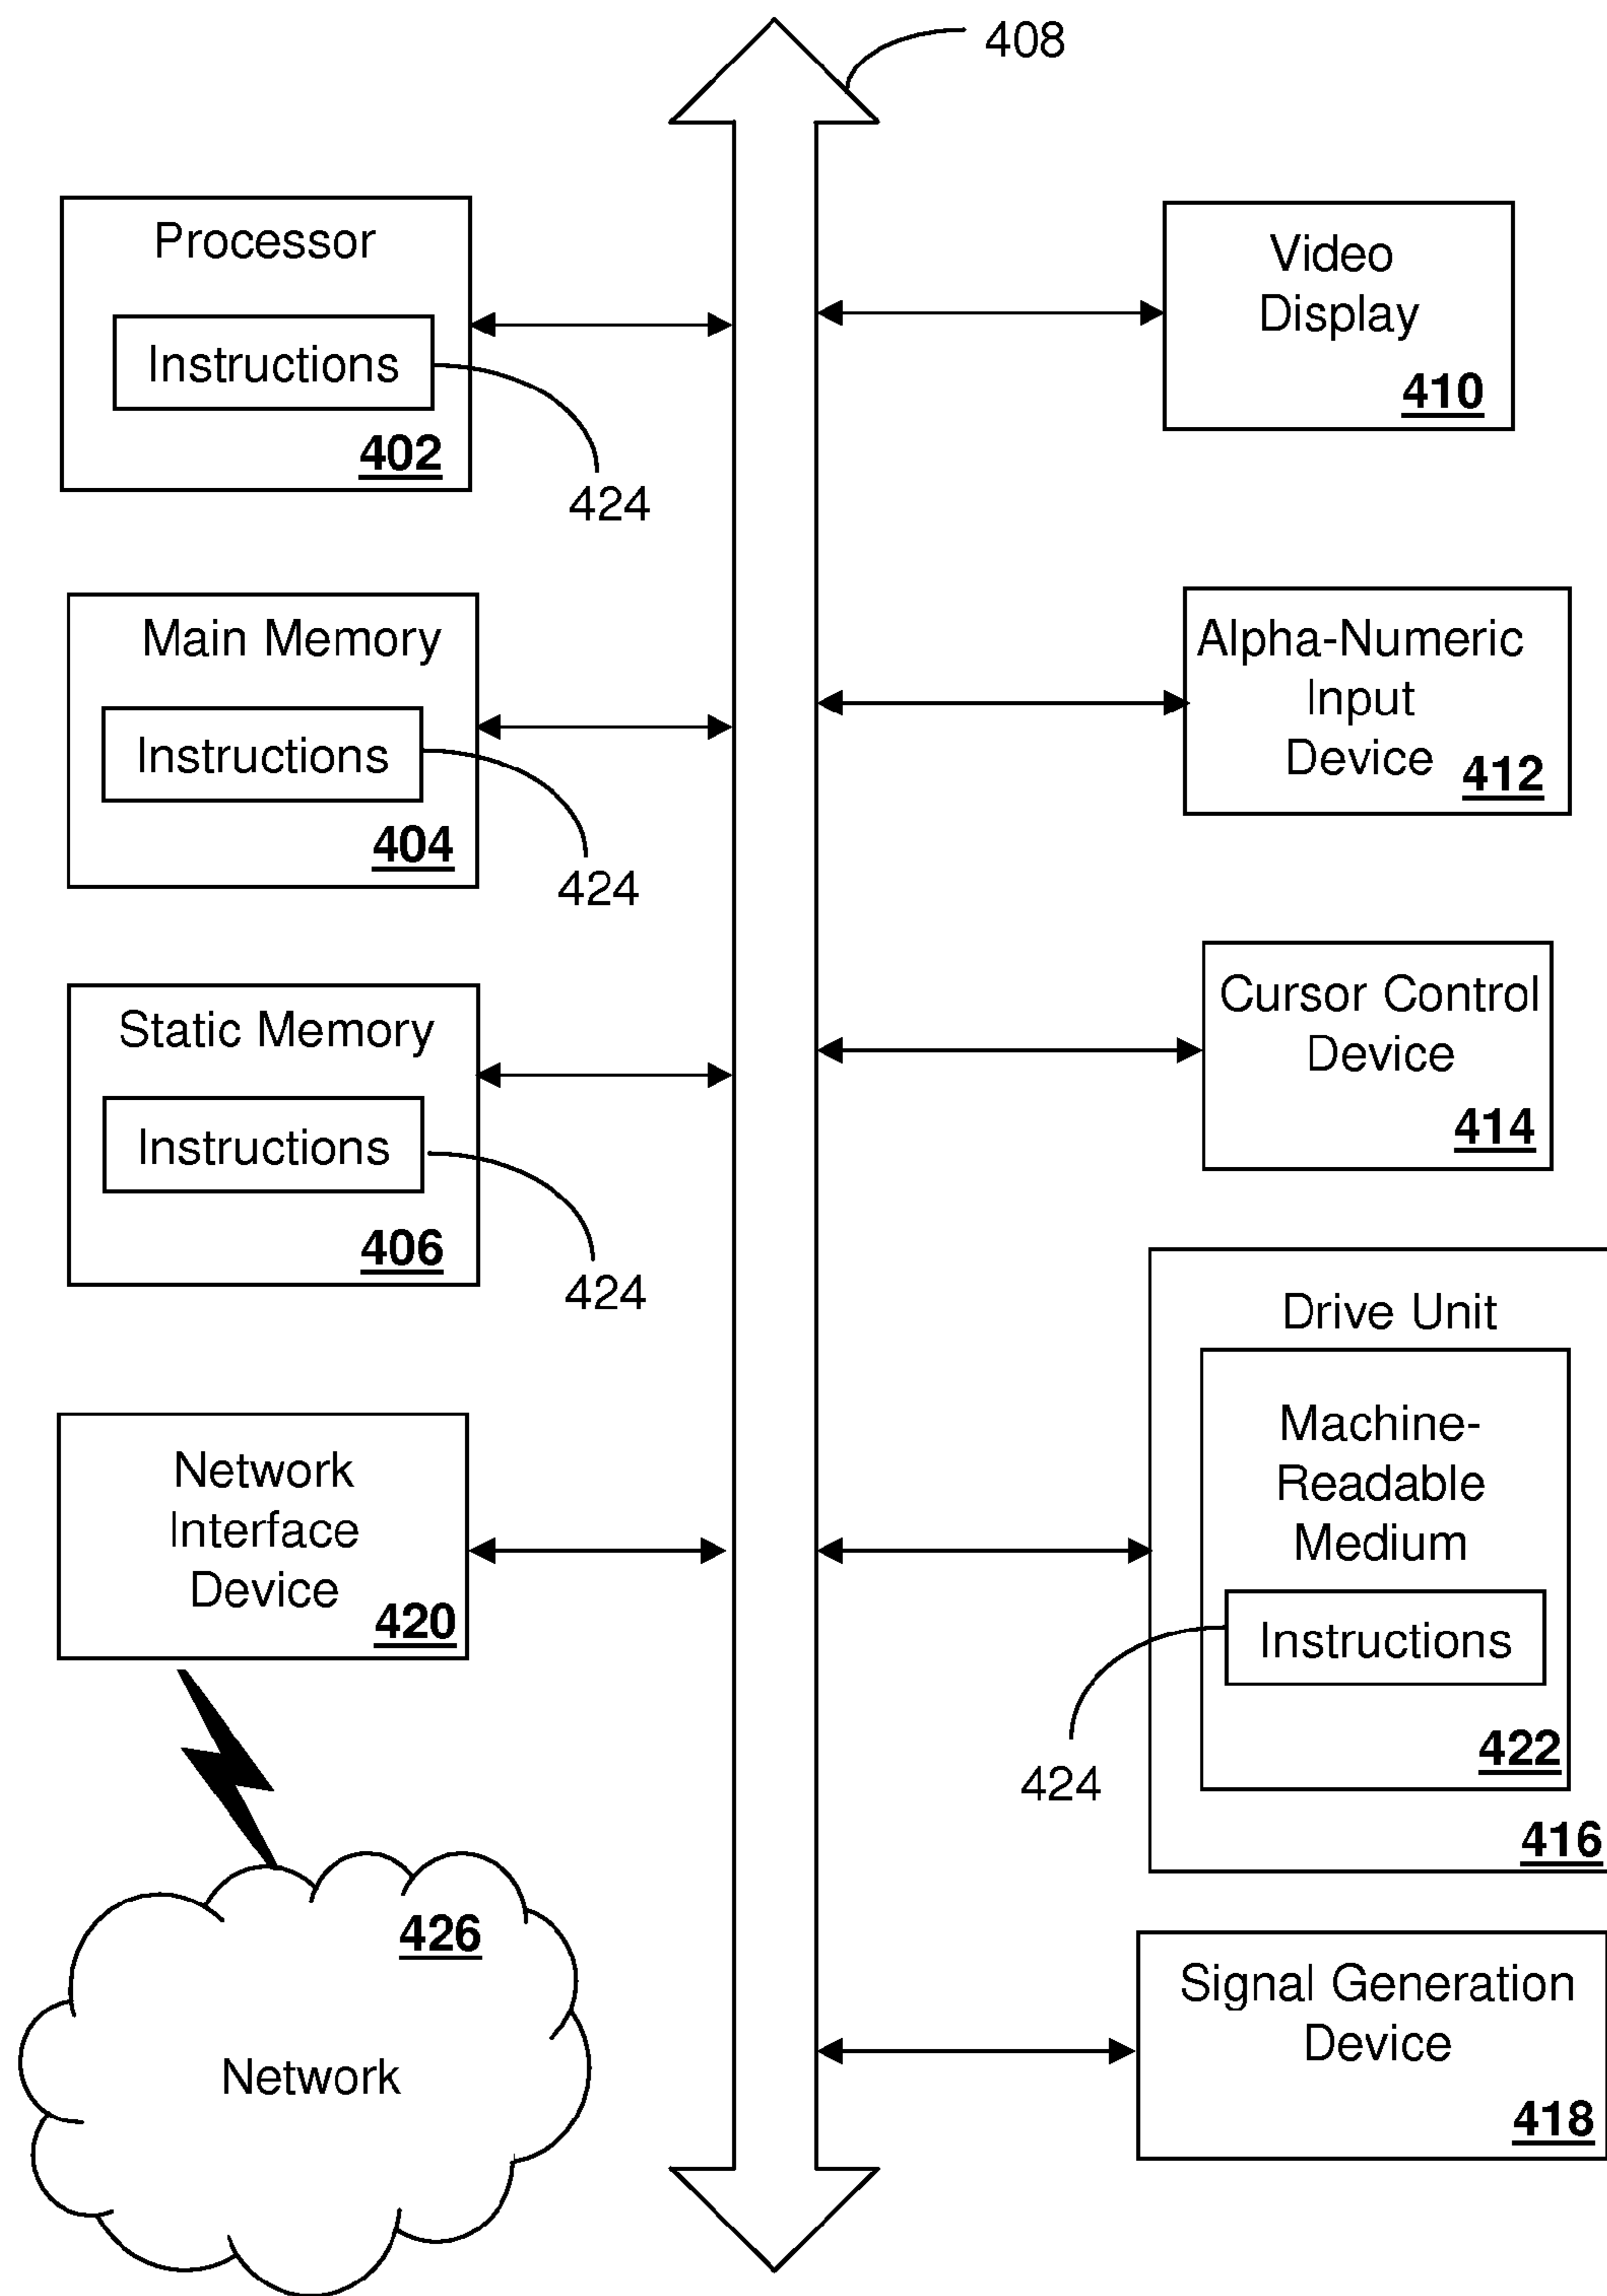 408
Processor
Instructions
402
424
Main Memory
Instructions
404
424
Static Memory
Instructions
406
424
Network
Interface
Device
420
426
Network
Video
Display
410
Alpha-Numeric
Input
Device
412
Cursor Control
Device
414
Drive Unit
Machine-
Readable
Medium
Instructions
424
422
416
Signal Generation
Device
418